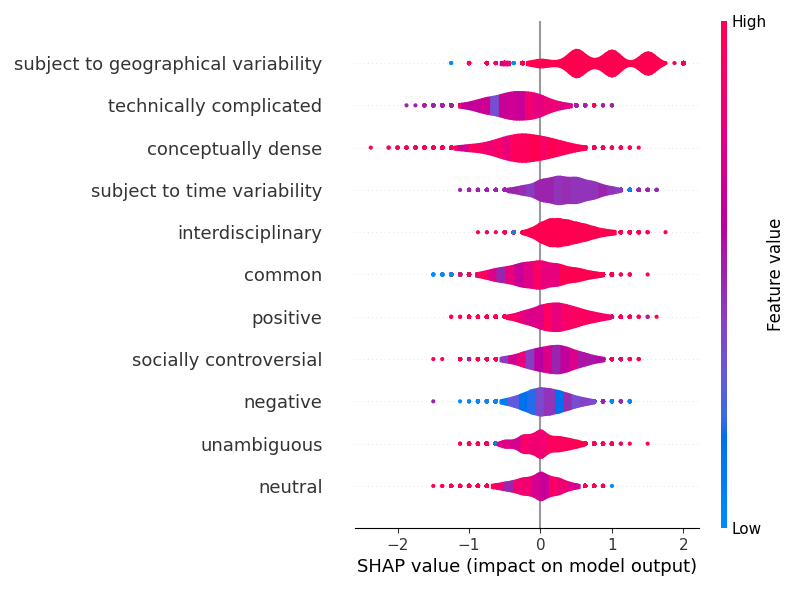 High
subject to geographical variability
technically complicated
conceptually dense
subject to time variability
interdisciplinary
common
positive
socially controversial
negative
unambiguous
neutral
Feature value
Low
−2 −1 0 1 2
SHAP value (impact on model output)